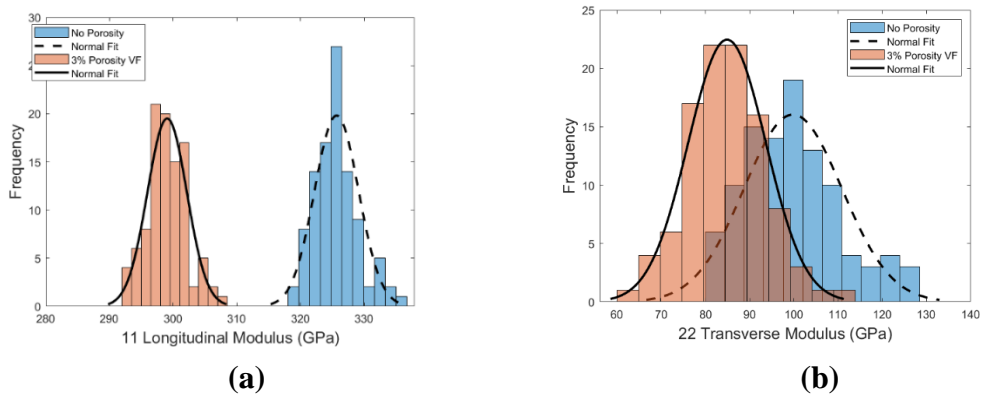 30
25
20
15
10
5
0
Frequency
280
290
300
310
320
330
11 Longitudinal Modulus (GPa)
No Porosity
Normal Fit
3% Porosity VF
Normal Fit
(a)
25
20
15
10
5
0
Frequency
60
70
80
90
100
110
120
130
140
22 Transverse Modulus (GPa)
No Porosity
Normal Fit
3% Porosity VF
Normal Fit
(b)